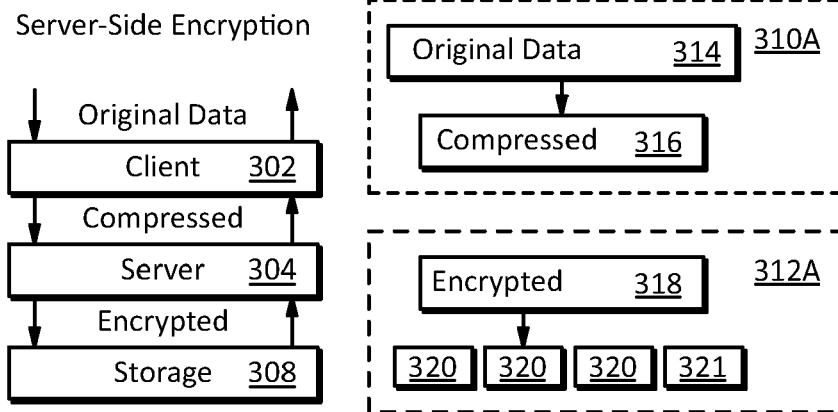 Server-Side Encryption
Original Data
Client 302
Compressed
Server 304
Encrypted
Storage 308
Original Data 314
310A
Compressed 316
Encrypted 318
312A
320 320 320 321